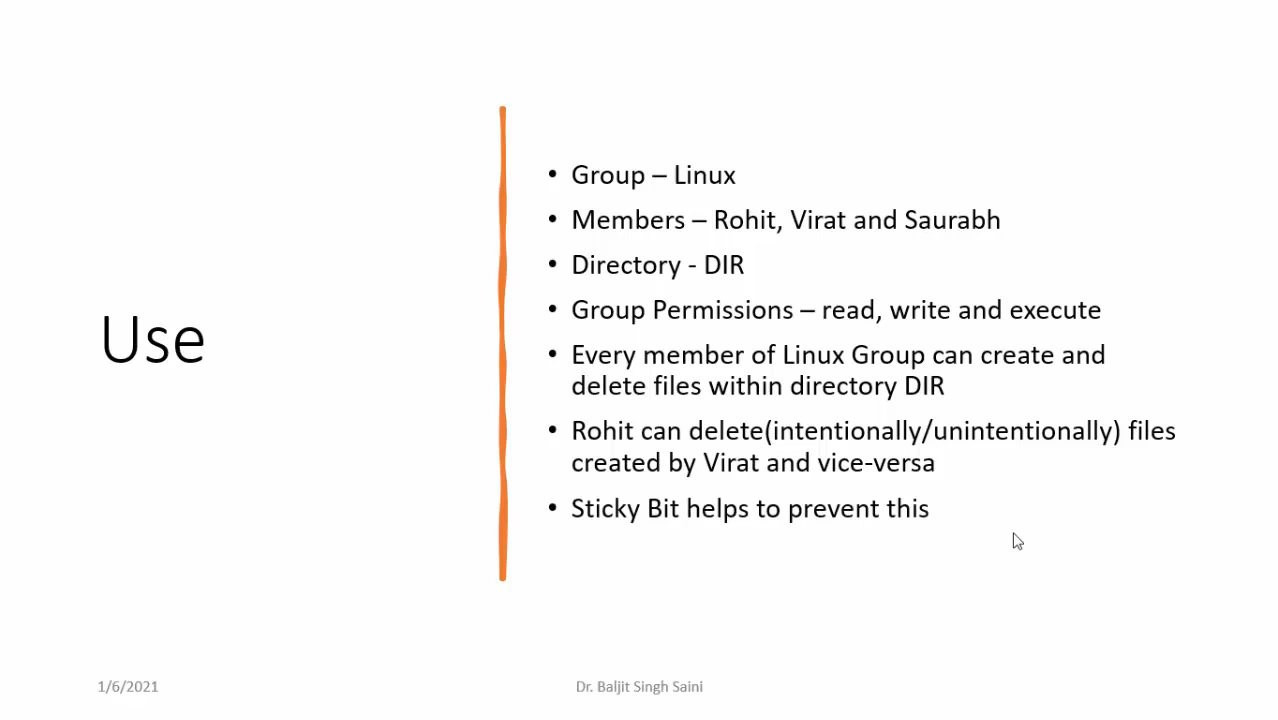 Use
• Group – Linux
• Members – Rohit, Virat and Saurabh
• Directory - DIR
• Group Permissions – read, write and execute
• Every member of Linux Group can create and
delete files within directory DIR
• Rohit can delete(intentionally/unintentionally) files
created by Virat and vice-versa
• Sticky Bit helps to prevent this
1/6/2021
Dr. Baljit Singh Saini